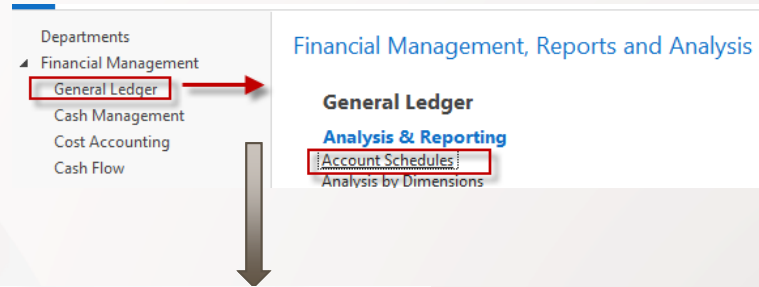 Departments
Financial Management
General Ledger
Cash Management
Cost Accounting
Cash Flow
Financial Management, Reports and Analysis
General Ledger
Analysis & Reporting
Account Schedules
Analysis by Dimensions